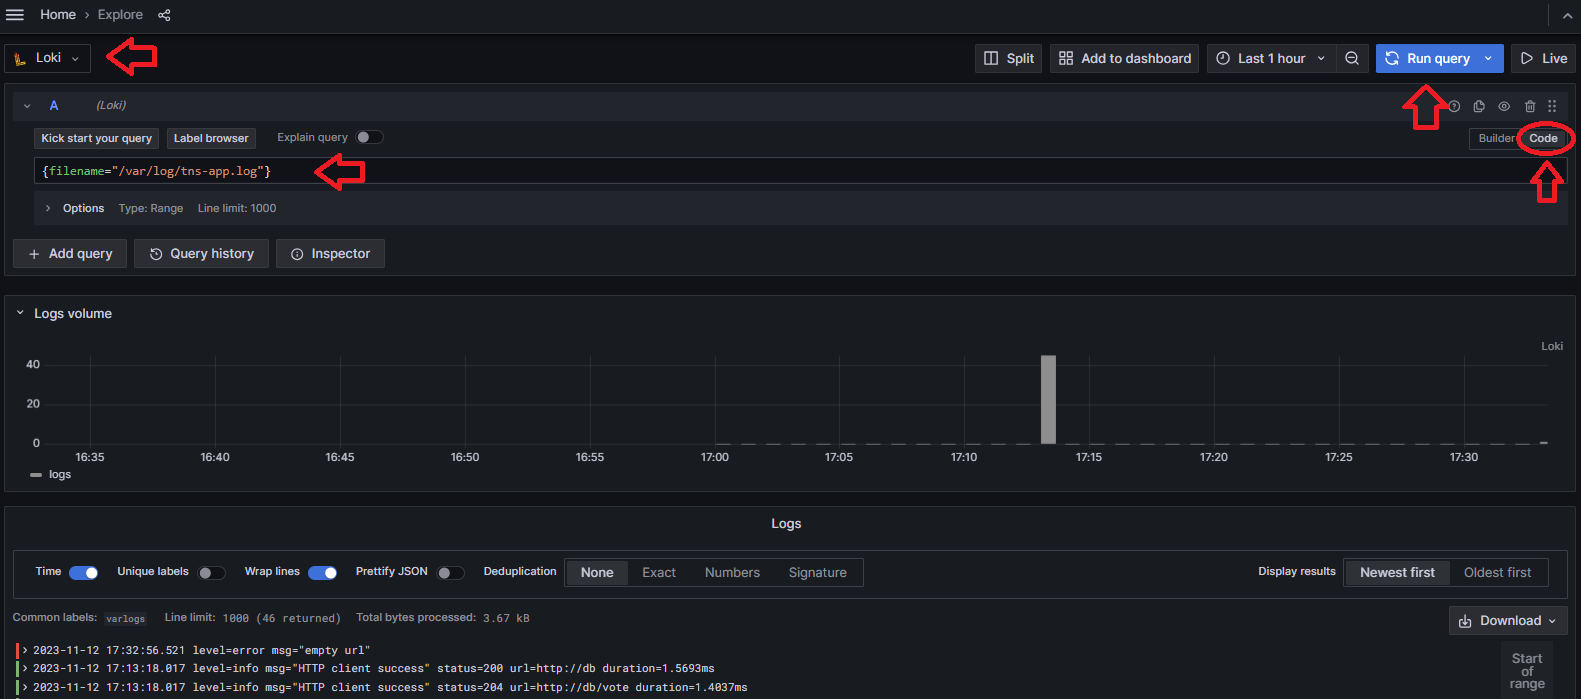 Home › Explore
Loki
Split
Add to dashboard
Last 1 hour
Run query
Live
A (Loki)
Kick start your query
Label browser
Explain query
Builder
Code
{filename="/var/log/tns-app.log"}
Options Type: Range Line limit: 1000
+ Add query
Query history
Inspector
Logs volume
Loki
40
20
0
16:35 16:40 16:45 16:50 16:55 17:00 17:05 17:10 17:15 17:20 17:25 17:30
logs
Logs
Time Unique labels Wrap lines Prettify JSON Deduplication None Exact Numbers Signature Display results Newest first Oldest first
Common labels: varlogs Line limit: 1000 (46 returned) Total bytes processed: 3.67 kB
Download
2023-11-12 17:32:56.521 level=error msg="empty url"
2023-11-12 17:13:18.017 level=info msg="HTTP client success" status=200 url=http://db duration=1.5693ms
2023-11-12 17:13:18.017 level=info msg="HTTP client success" status=204 url=http://db/vote duration=1.4037ms
Start
of
range